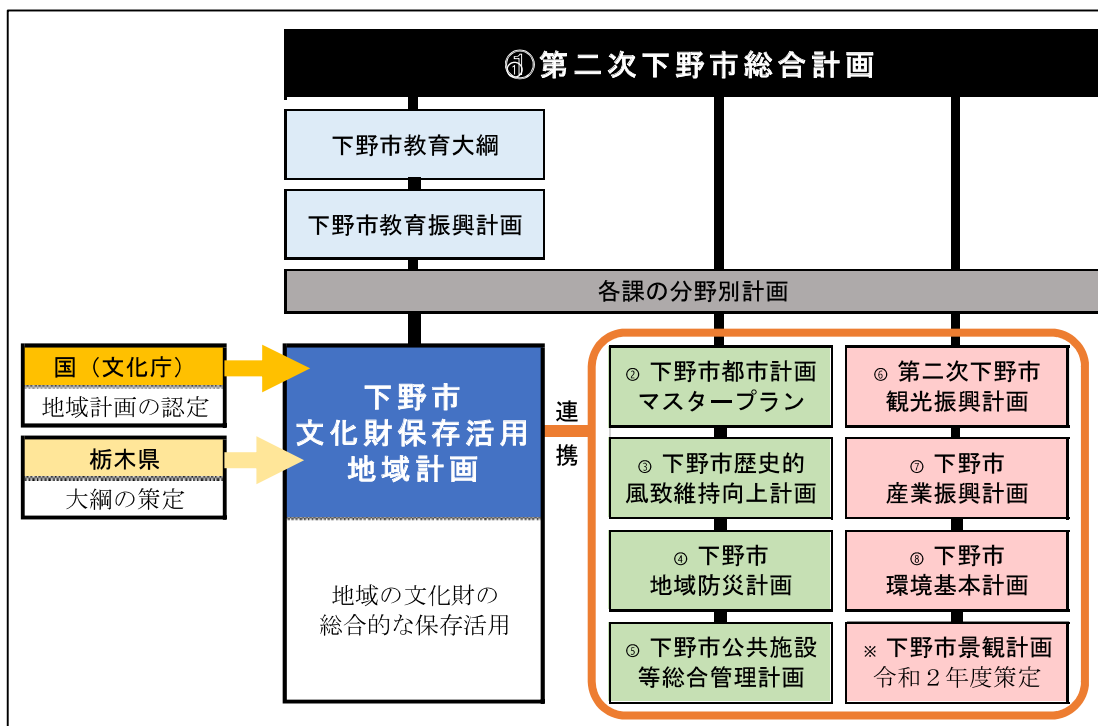 ①第二次下野市総合計画
下野市教育大綱
下野市教育振興計画
各課の分野別計画
国（文化庁）
地域計画の認定
栃木県
大綱の策定
下野市
文化財保存活用
地域計画
地域の文化財の
総合的な保存活用
連
携
② 下野市都市計画
マスタープラン
③ 下野市歴史的
風致維持向上計画
④ 下野市
地域防災計画
⑤ 下野市公共施設
等総合管理計画
⑥ 第二次下野市
観光振興計画
⑦ 下野市
産業振興計画
⑧ 下野市
環境基本計画
※ 下野市景観計画
令和２年度策定